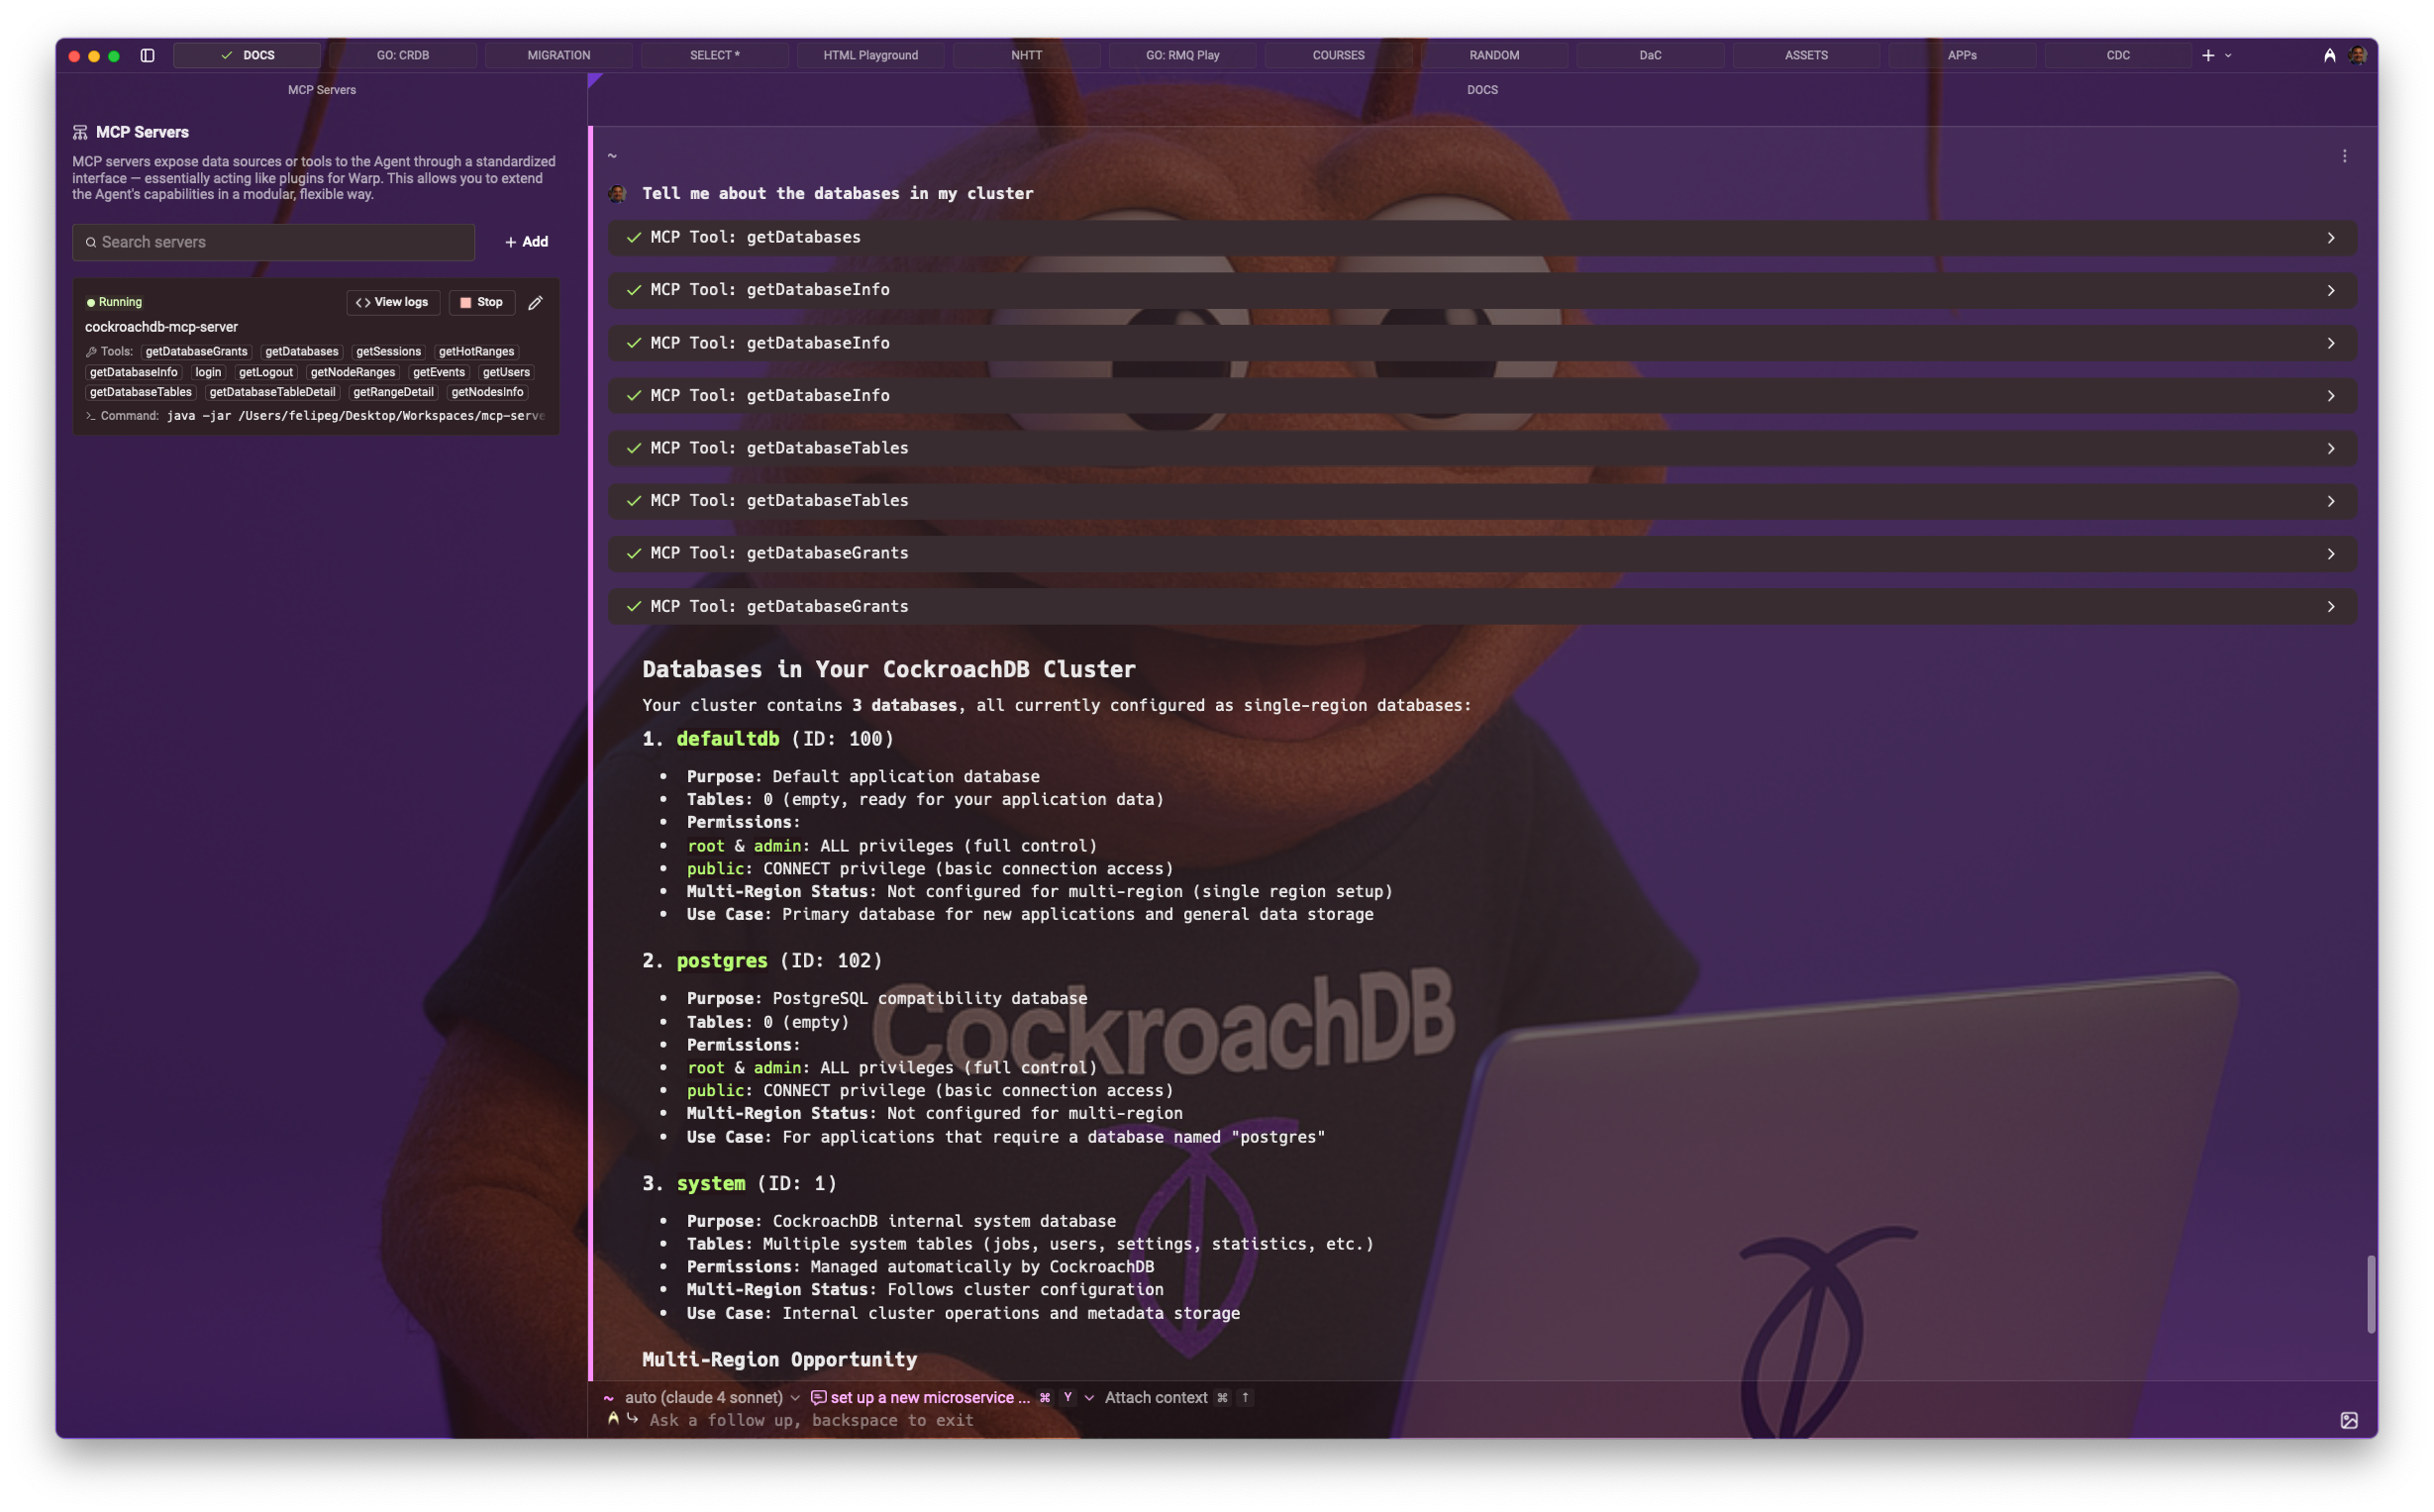 DOCS
GO: CRDB
MIGRATION
SELECT *
HTML Playground
NHTT
GO: RMQ Play
COURSES
RANDOM
DaC
ASSETS
APPs
CDC
MCP Servers
MCP Servers
MCP servers expose data sources or tools to the Agent through a standardized
interface — essentially acting like plugins for Warp. This allows you to extend
the Agent's capabilities in a modular, flexible way.
Search servers
+ Add
Running
View logs
Stop
cockroachdb-mcp-server
Tools: getDatabaseGrants getDatabases getSessions getHotRanges
getDatabaseInfo login getLogout getNodeRanges getEvents getUsers
getDatabaseTables getDatabaseTableDetail getRangeDetail getNodesInfo
Command: java -jar /Users/felipeg/Desktop/Workspaces/mcp-serve
DOCS
~
Tell me about the databases in my cluster
MCP Tool: getDatabases
MCP Tool: getDatabaseInfo
MCP Tool: getDatabaseInfo
MCP Tool: getDatabaseInfo
MCP Tool: getDatabaseTables
MCP Tool: getDatabaseTables
MCP Tool: getDatabaseGrants
MCP Tool: getDatabaseGrants
Databases in Your CockroachDB Cluster
Your cluster contains 3 databases, all currently configured as single-region databases:
1. defaultdb (ID: 100)
• Purpose: Default application database
• Tables: 0 (empty, ready for your application data)
• Permissions:
• root & admin: ALL privileges (full control)
• public: CONNECT privilege (basic connection access)
• Multi-Region Status: Not configured for multi-region (single region setup)
• Use Case: Primary database for new applications and general data storage
2. postgres (ID: 102)
• Purpose: PostgreSQL compatibility database
• Tables: 0 (empty)
• Permissions:
• root & admin: ALL privileges (full control)
• public: CONNECT privilege (basic connection access)
• Multi-Region Status: Not configured for multi-region
• Use Case: For applications that require a database named "postgres"
3. system (ID: 1)
• Purpose: CockroachDB internal system database
• Tables: Multiple system tables (jobs, users, settings, statistics, etc.)
• Permissions: Managed automatically by CockroachDB
• Multi-Region Status: Follows cluster configuration
• Use Case: Internal cluster operations and metadata storage
Multi-Region Opportunity
CockroachDB
~ auto (claude 4 sonnet) set up a new microservice ... ⌘ Y Attach context ⌘ ↑
Ask a follow up, backspace to exit